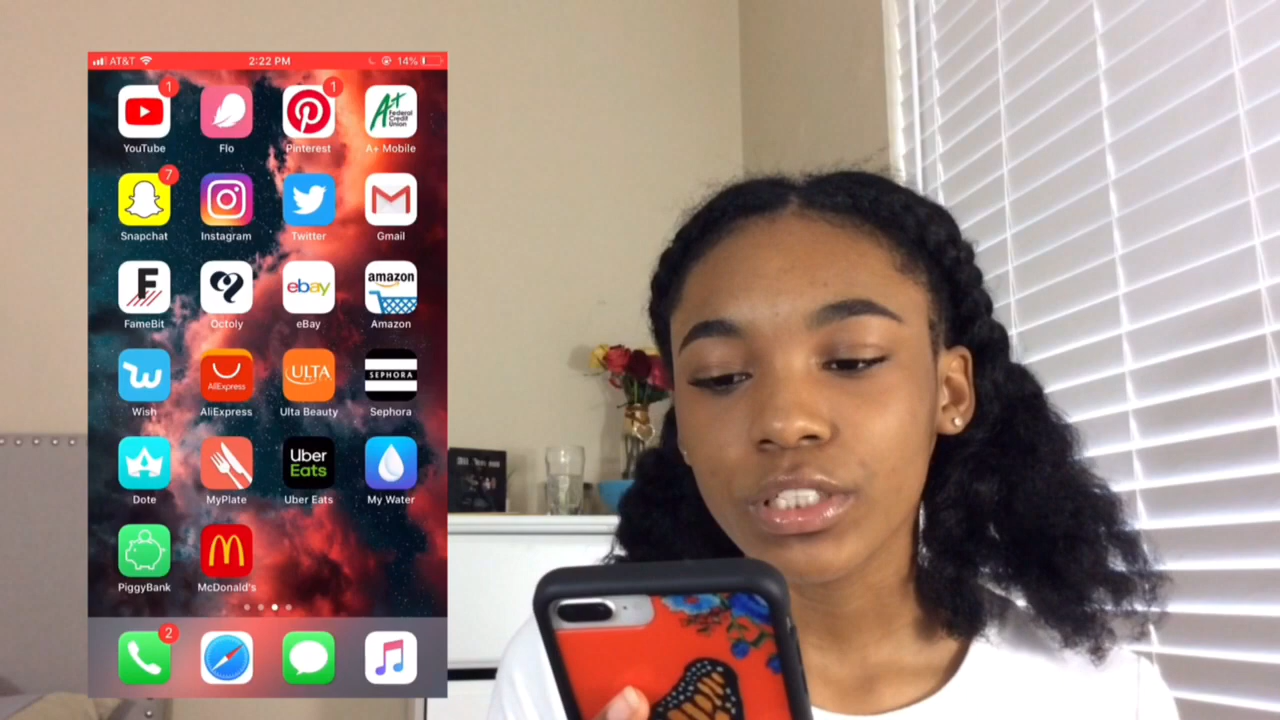 AT&T 2:22 PM 14%
1 1
A+ Federal Credit Union
YouTube Flo Pinterest A+ Mobile
7
Snapchat Instagram Twitter Gmail
F ebay amazon
FameBit Octoly eBay Amazon
w AliExpress ULTA SEPHORA
Wish AliExpress Ulta Beauty Sephora
Uber Eats
Dote MyPlate Uber Eats My Water
PiggyBank McDonald's
2